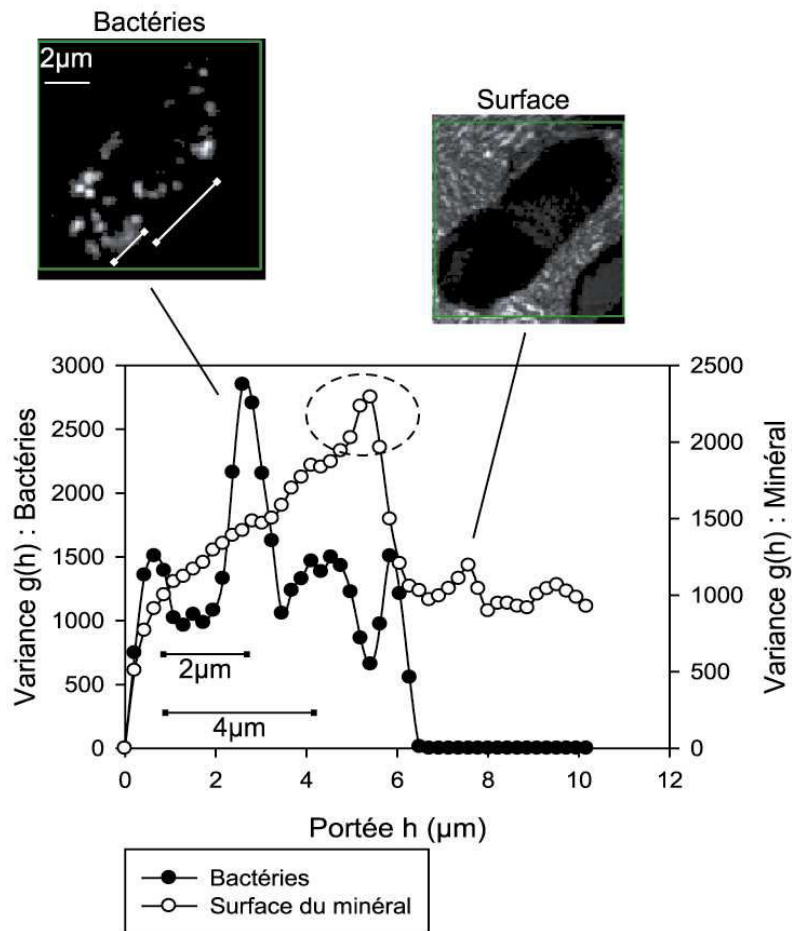 Bactéries
2µm
Surface
3000
2500
2000
1500
1000
500
0
Variance g(h) : Bactéries
2500
2000
1500
1000
500
0
Variance g(h) : Minéral
2µm
4µm
0 2 4 6 8 10 12
Portée h (µm)
Bactéries
Surface du minéral